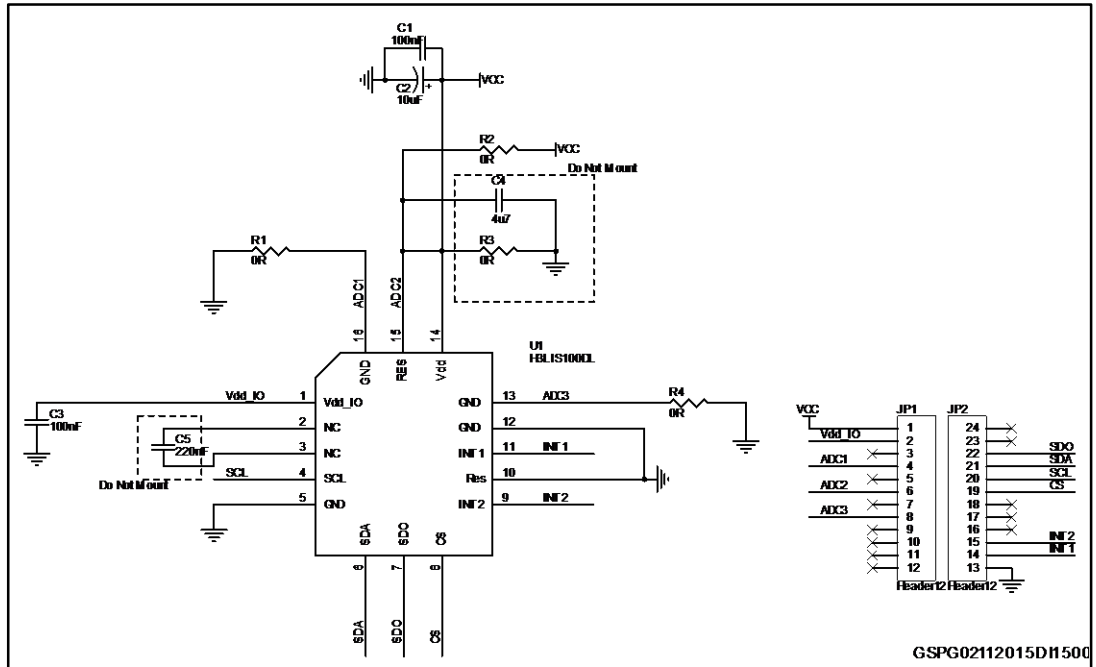 C1
100nF
C2
10uF
+
VCC
R2
0R
VCC
Do Not Mount
C4
4u7
R3
0R
R1
0R
ADC1
ADC2
16
15
14
U1
GND
RES
Vdd
Vdd_IO
1
Vdd_IO
C3
100nF
2
NC
C5
220nF
3
NC
Do Not Mount
SCL
4
SCL
5
GND
GND
13
ADC3
R4
0R
GND
12
INT1
11
INT1
Res
10
INT2
9
INT2
SDA
SDO
CS
6
7
8
SDA
SDO
CS
VCC
Vdd_IO
ADC1
ADC2
ADC3
JP1
1
2
3
4
5
6
7
8
9
10
11
12
Header12
JP2
24
23
22
21
20
19
18
17
16
15
14
13
Header12
SDO
SDA
SCL
CS
INT2
INT1
GSPG02112015DI1500